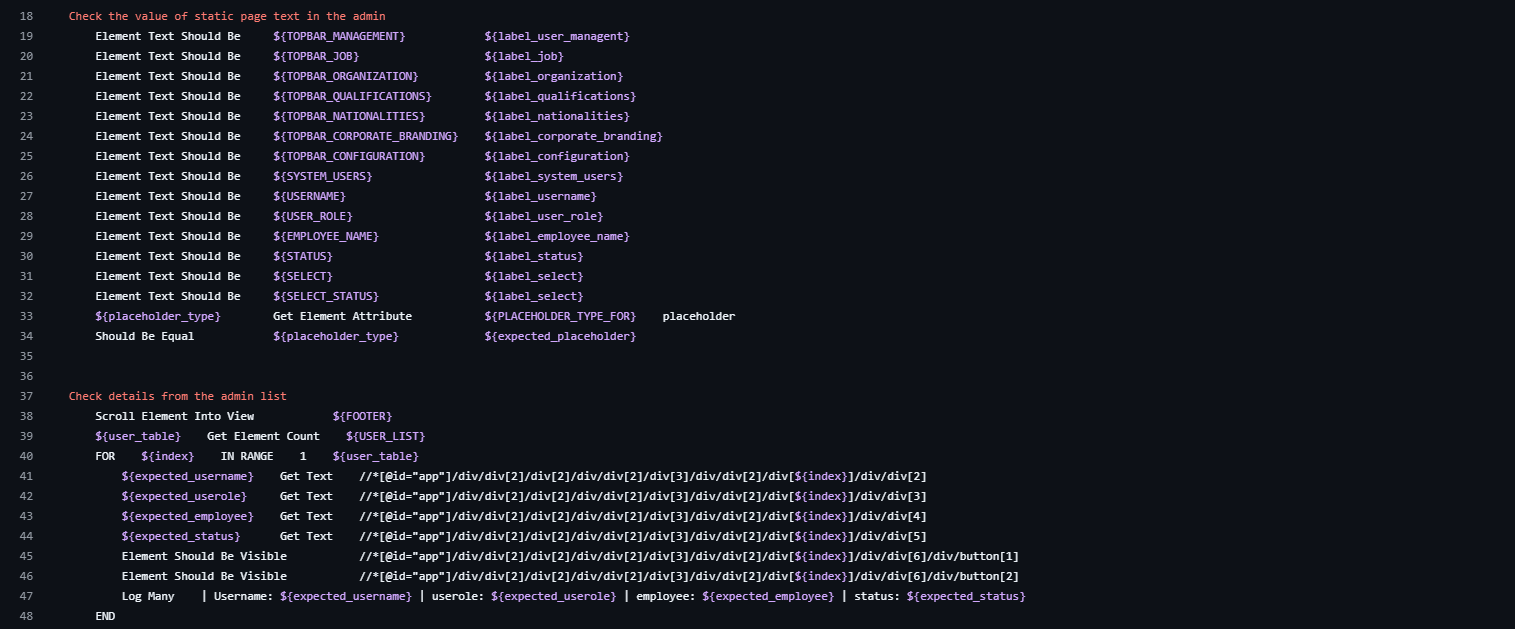 18 Check the value of static page text in the admin
19 Element Text Should Be ${TOPBAR_MANAGEMENT} ${label_user_managent}
20 Element Text Should Be ${TOPBAR_JOB} ${label_job}
21 Element Text Should Be ${TOPBAR_ORGANIZATION} ${label_organization}
22 Element Text Should Be ${TOPBAR_QUALIFICATIONS} ${label_qualifications}
23 Element Text Should Be ${TOPBAR_NATIONALITIES} ${label_nationalities}
24 Element Text Should Be ${TOPBAR_CORPORATE_BRANDING} ${label_corporate_branding}
25 Element Text Should Be ${TOPBAR_CONFIGURATION} ${label_configuration}
26 Element Text Should Be ${SYSTEM_USERS} ${label_system_users}
27 Element Text Should Be ${USERNAME} ${label_username}
28 Element Text Should Be ${USER_ROLE} ${label_user_role}
29 Element Text Should Be ${EMPLOYEE_NAME} ${label_employee_name}
30 Element Text Should Be ${STATUS} ${label_status}
31 Element Text Should Be ${SELECT} ${label_select}
32 Element Text Should Be ${SELECT_STATUS} ${label_select}
33 ${placeholder_type} Get Element Attribute ${PLACEHOLDER_TYPE_FOR} placeholder
34 Should Be Equal ${placeholder_type} ${expected_placeholder}
35
36
37 Check details from the admin list
38 Scroll Element Into View ${FOOTER}
39 ${user_table} Get Element Count ${USER_LIST}
40 FOR ${index} IN RANGE 1 ${user_table}
41 ${expected_username} Get Text //*[@id="app"]/div/div[2]/div[2]/div/div[2]/div[3]/div/div[2]/div[${index}]/div/div[2]
42 ${expected_userole} Get Text //*[@id="app"]/div/div[2]/div[2]/div/div[2]/div[3]/div/div[2]/div[${index}]/div/div[3]
43 ${expected_employee} Get Text //*[@id="app"]/div/div[2]/div[2]/div/div[2]/div[3]/div/div[2]/div[${index}]/div/div[4]
44 ${expected_status} Get Text //*[@id="app"]/div/div[2]/div[2]/div/div[2]/div[3]/div/div[2]/div[${index}]/div/div[5]
45 Element Should Be Visible //*[@id="app"]/div/div[2]/div[2]/div/div[2]/div[3]/div/div[2]/div[${index}]/div/div[6]/div/button[1]
46 Element Should Be Visible //*[@id="app"]/div/div[2]/div[2]/div/div[2]/div[3]/div/div[2]/div[${index}]/div/div[6]/div/button[2]
47 Log Many | Username: ${expected_username} | userole: ${expected_userole} | employee: ${expected_employee} | status: ${expected_status}
48 END